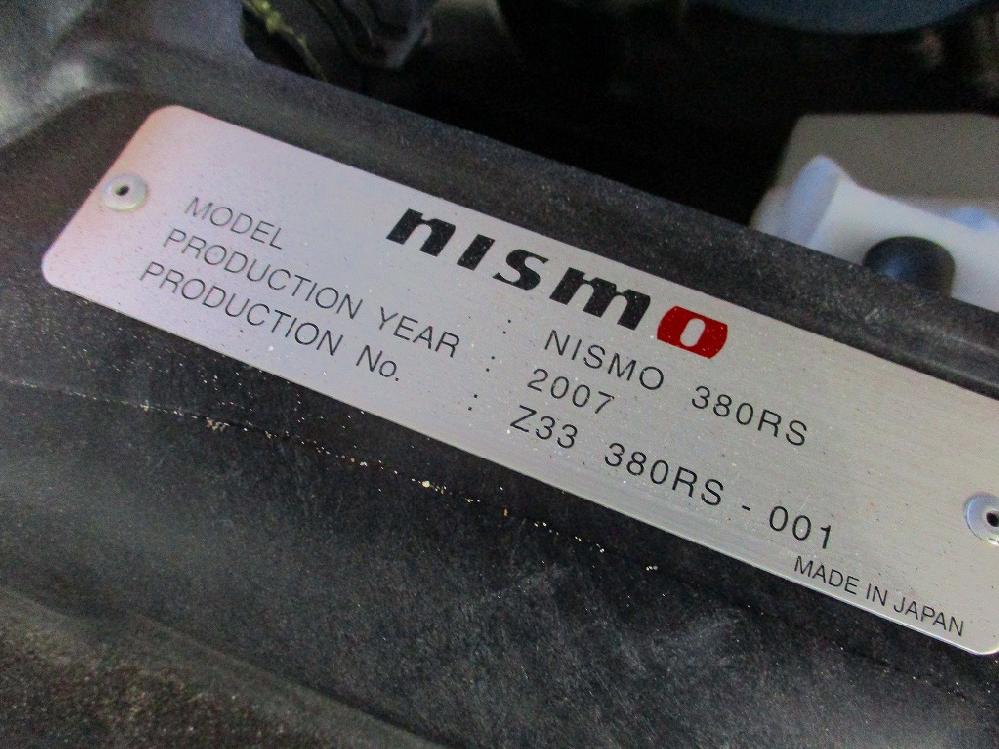 nismo
MODEL : NISMO 380RS
PRODUCTION YEAR : 2007
PRODUCTION No. : Z33 380RS - 001
MADE IN JAPAN